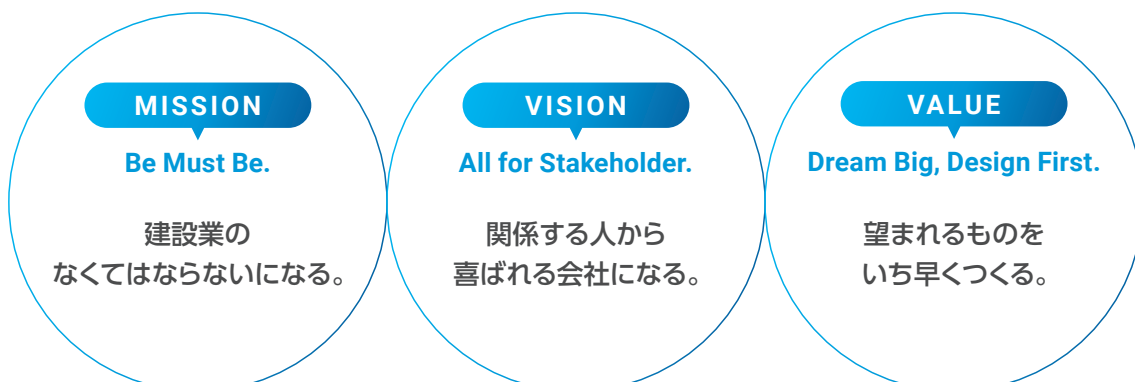 MISSION
Be Must Be.
建設業の
なくてはならないになる。
VISION
All for Stakeholder.
関係する人から
喜ばれる会社になる。
VALUE
Dream Big, Design First.
望まれるものを
いち早くつくる。